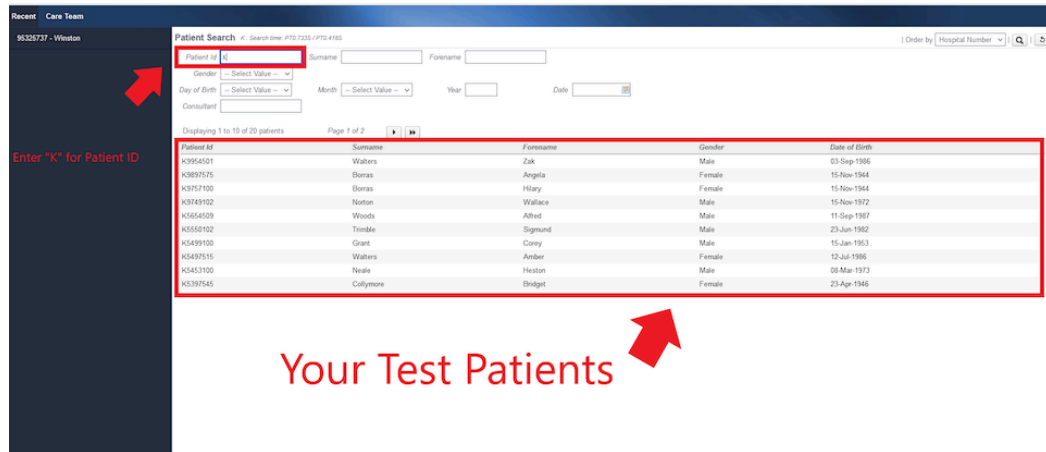 Recent Care Team
95325737 - Winston
Patient Search K Search time: PT0.733S / PT0.418S | Order by Hospital Number
Patient Id K Surname Forename
Gender -- Select Value --
Day of Birth -- Select Value -- Month -- Select Value -- Year Date
Consultant
Displaying 1 to 10 of 20 patients Page 1 of 2
Enter "K" for Patient ID
Patient Id Surname Forename Gender Date of Birth
K9954501 Walters Zak Male 03-Sep-1986
K9897575 Borras Angela Female 15-Nov-1944
K9757100 Borras Hilary Female 15-Nov-1944
K9749102 Norton Wallace Male 15-Nov-1972
K5654509 Woods Alfred Male 11-Sep-1987
K5550102 Trimble Sigmund Male 23-Jun-1982
K5499100 Grant Corey Male 15-Jan-1953
K5497515 Walters Amber Female 12-Jul-1986
K5453100 Neale Heston Male 08-Mar-1973
K5397545 Collymore Bridget Female 23-Apr-1946
Your Test Patients